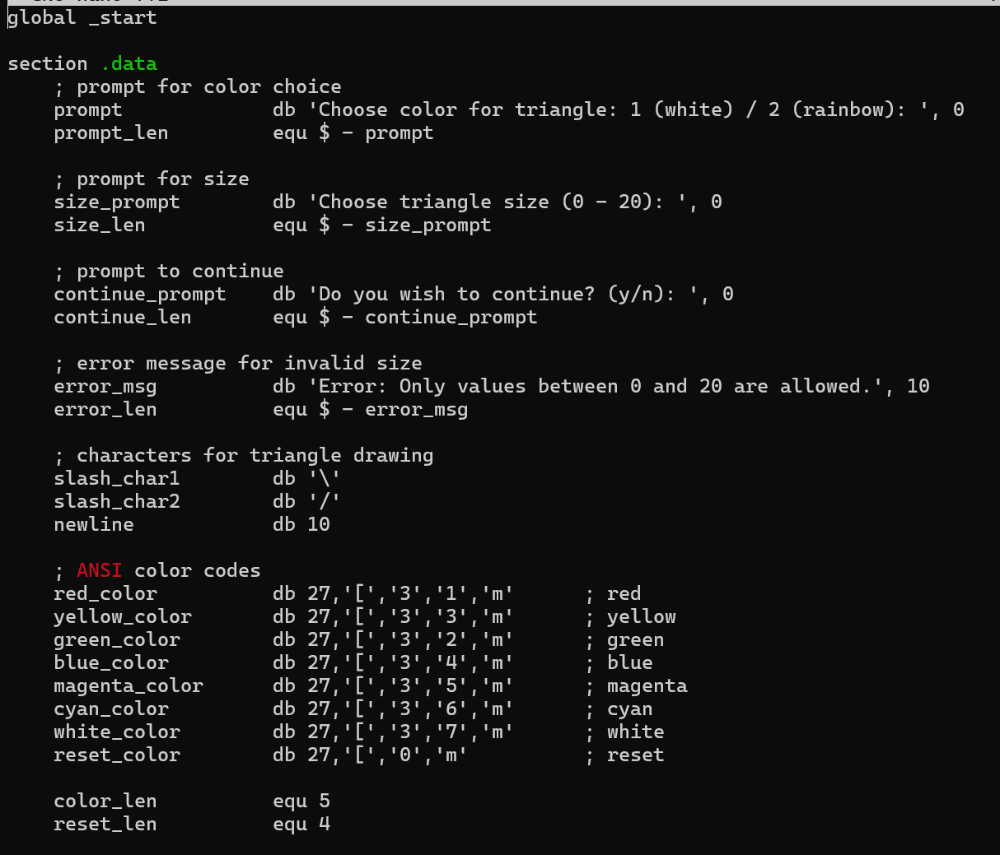 global _start
section .data
; prompt for color choice
prompt db 'Choose color for triangle: 1 (white) / 2 (rainbow): ', 0
prompt_len equ $ - prompt
; prompt for size
size_prompt db 'Choose triangle size (0 - 20): ', 0
size_len equ $ - size_prompt
; prompt to continue
continue_prompt db 'Do you wish to continue? (y/n): ', 0
continue_len equ $ - continue_prompt
; error message for invalid size
error_msg db 'Error: Only values between 0 and 20 are allowed.', 10
error_len equ $ - error_msg
; characters for triangle drawing
slash_char1 db '\'
slash_char2 db '/'
newline db 10
; ANSI color codes
red_color db 27,'[','3','1','m' ; red
yellow_color db 27,'[','3','3','m' ; yellow
green_color db 27,'[','3','2','m' ; green
blue_color db 27,'[','3','4','m' ; blue
magenta_color db 27,'[','3','5','m' ; magenta
cyan_color db 27,'[','3','6','m' ; cyan
white_color db 27,'[','3','7','m' ; white
reset_color db 27,'[','0','m' ; reset
color_len equ 5
reset_len equ 4